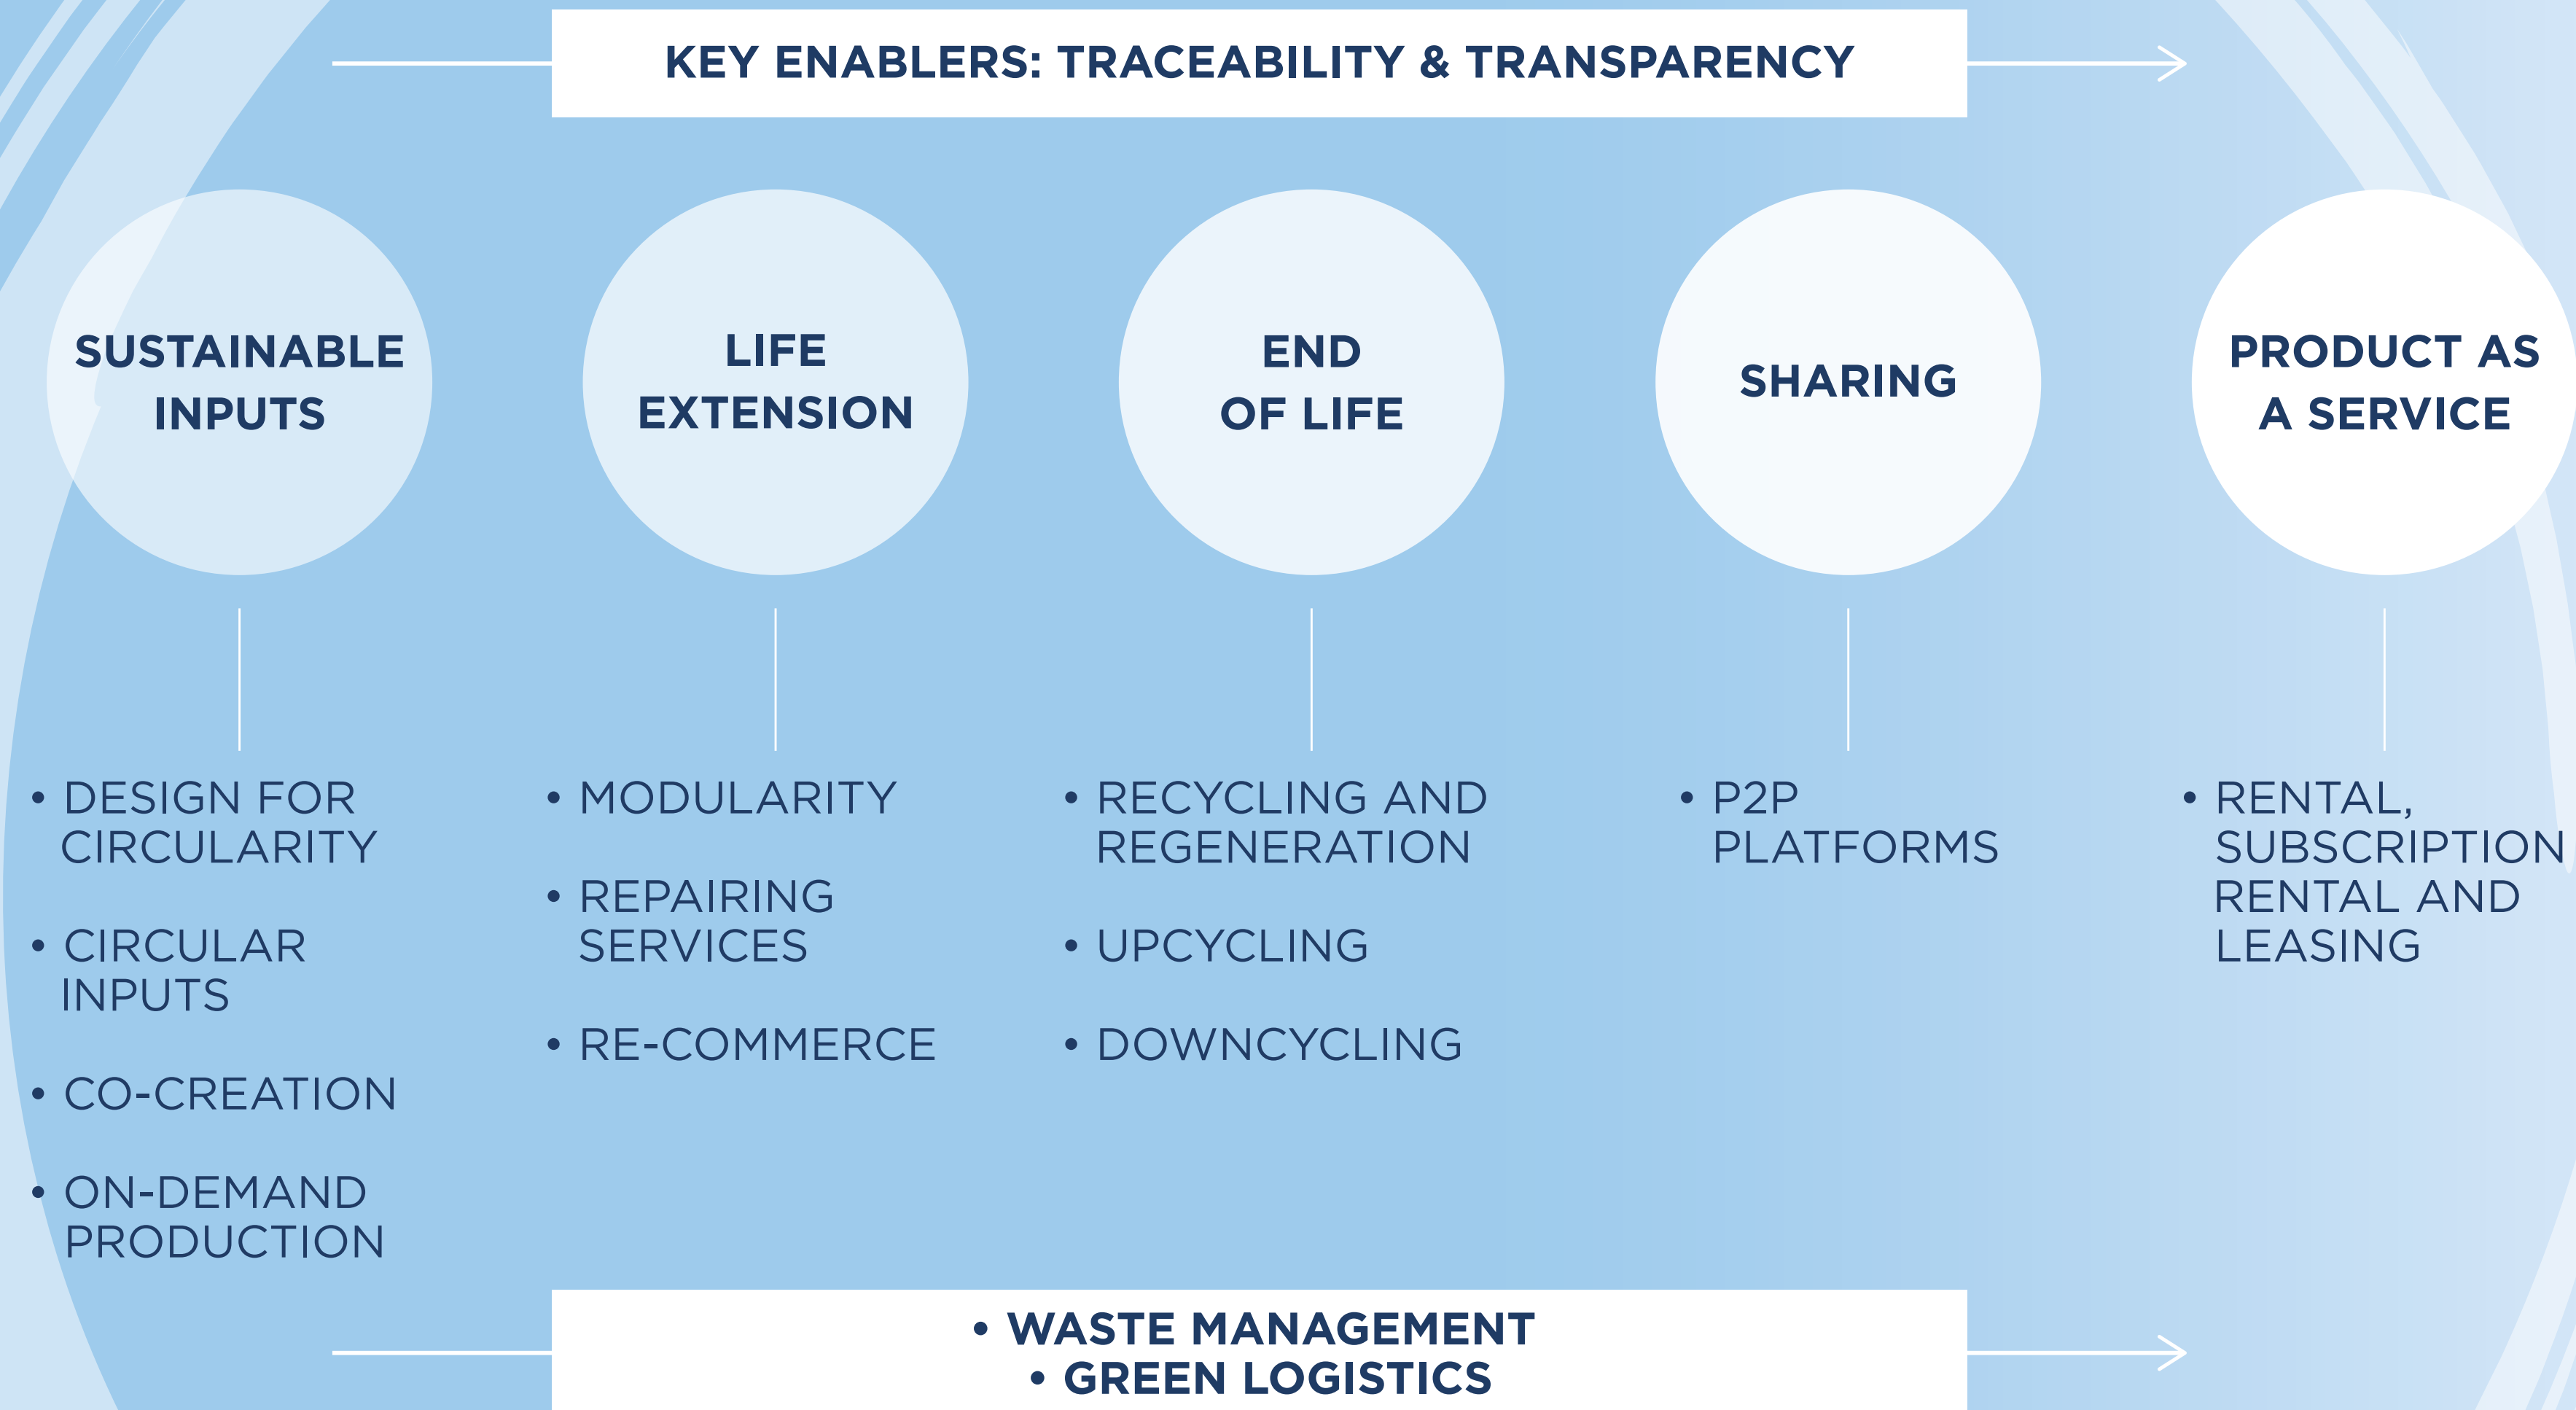 KEY ENABLERS: TRACEABILITY & TRANSPARENCY
SUSTAINABLE
INPUTS
LIFE
EXTENSION
END
OF LIFE
SHARING
PRODUCT AS
A SERVICE
• DESIGN FOR
CIRCULARITY
• CIRCULAR
INPUTS
• CO-CREATION
• ON-DEMAND
PRODUCTION
• MODULARITY
• REPAIRING
SERVICES
• RE-COMMERCE
• RECYCLING AND
REGENERATION
• UPCYCLING
• DOWNCYCLING
• P2P
PLATFORMS
• RENTAL,
SUBSCRIPTION
RENTAL AND
LEASING
• WASTE MANAGEMENT
• GREEN LOGISTICS